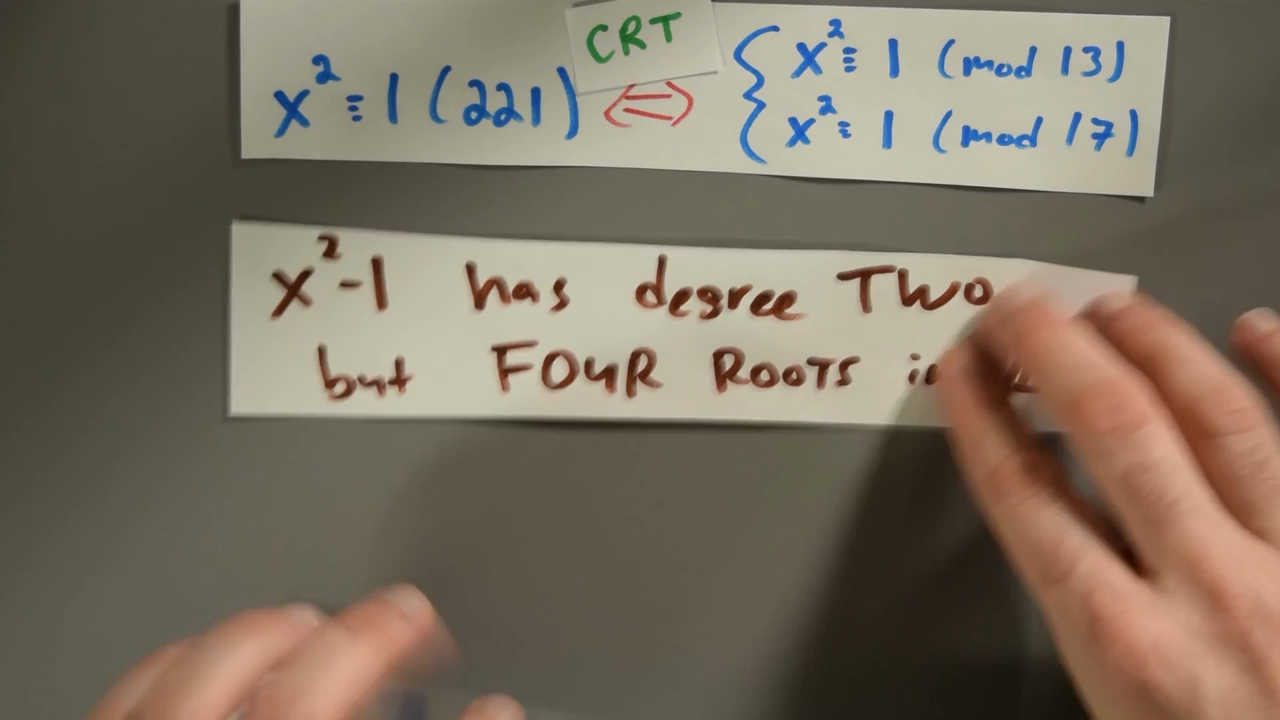 CRT
x² ≡ 1 (221) ⇔ { x² ≡ 1 (mod 13)
x² ≡ 1 (mod 17)
x²-1 has degree TWO
but FOUR ROOTS in